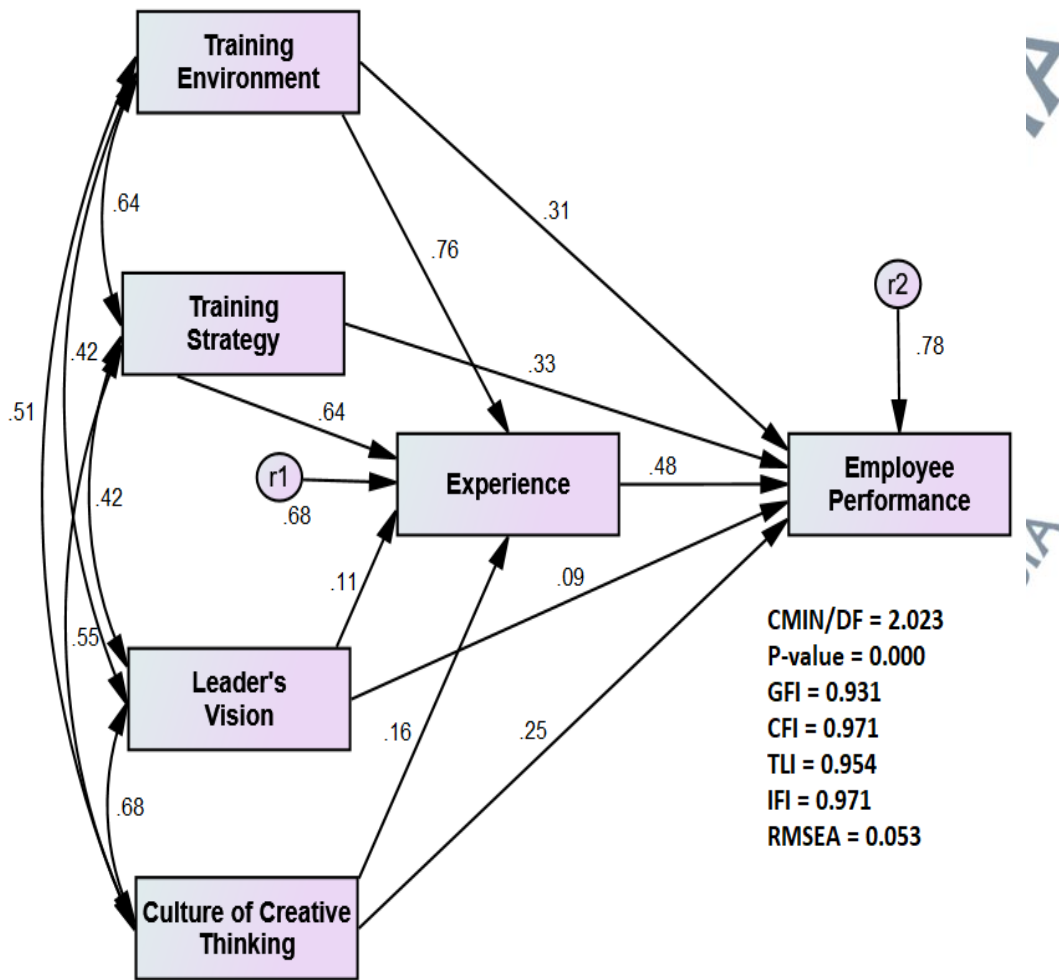 Training
Environment
.31
.64
.76
r2
Training
Strategy
.78
.42
.33
.51
.64
Experience
.48
Employee
Performance
r1
.68
.42
.11
.09
.55
Leader's
Vision
CMIN/DF = 2.023
P-value = 0.000
GFI = 0.931
CFI = 0.971
TLI = 0.954
IFI = 0.971
RMSEA = 0.053
.16
.25
.68
Culture of Creative
Thinking